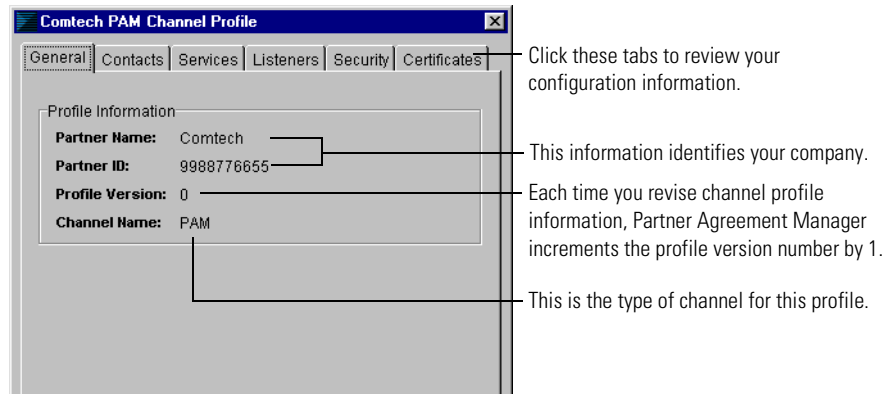 Comtech PAM Channel Profile
General Contacts Services Listeners Security Certificates
Click these tabs to review your
configuration information.
Profile Information
Partner Name: Comtech
Partner ID: 9988776655
This information identifies your company.
Profile Version: 0
Each time you revise channel profile
information, Partner Agreement Manager
increments the profile version number by 1.
Channel Name: PAM
This is the type of channel for this profile.